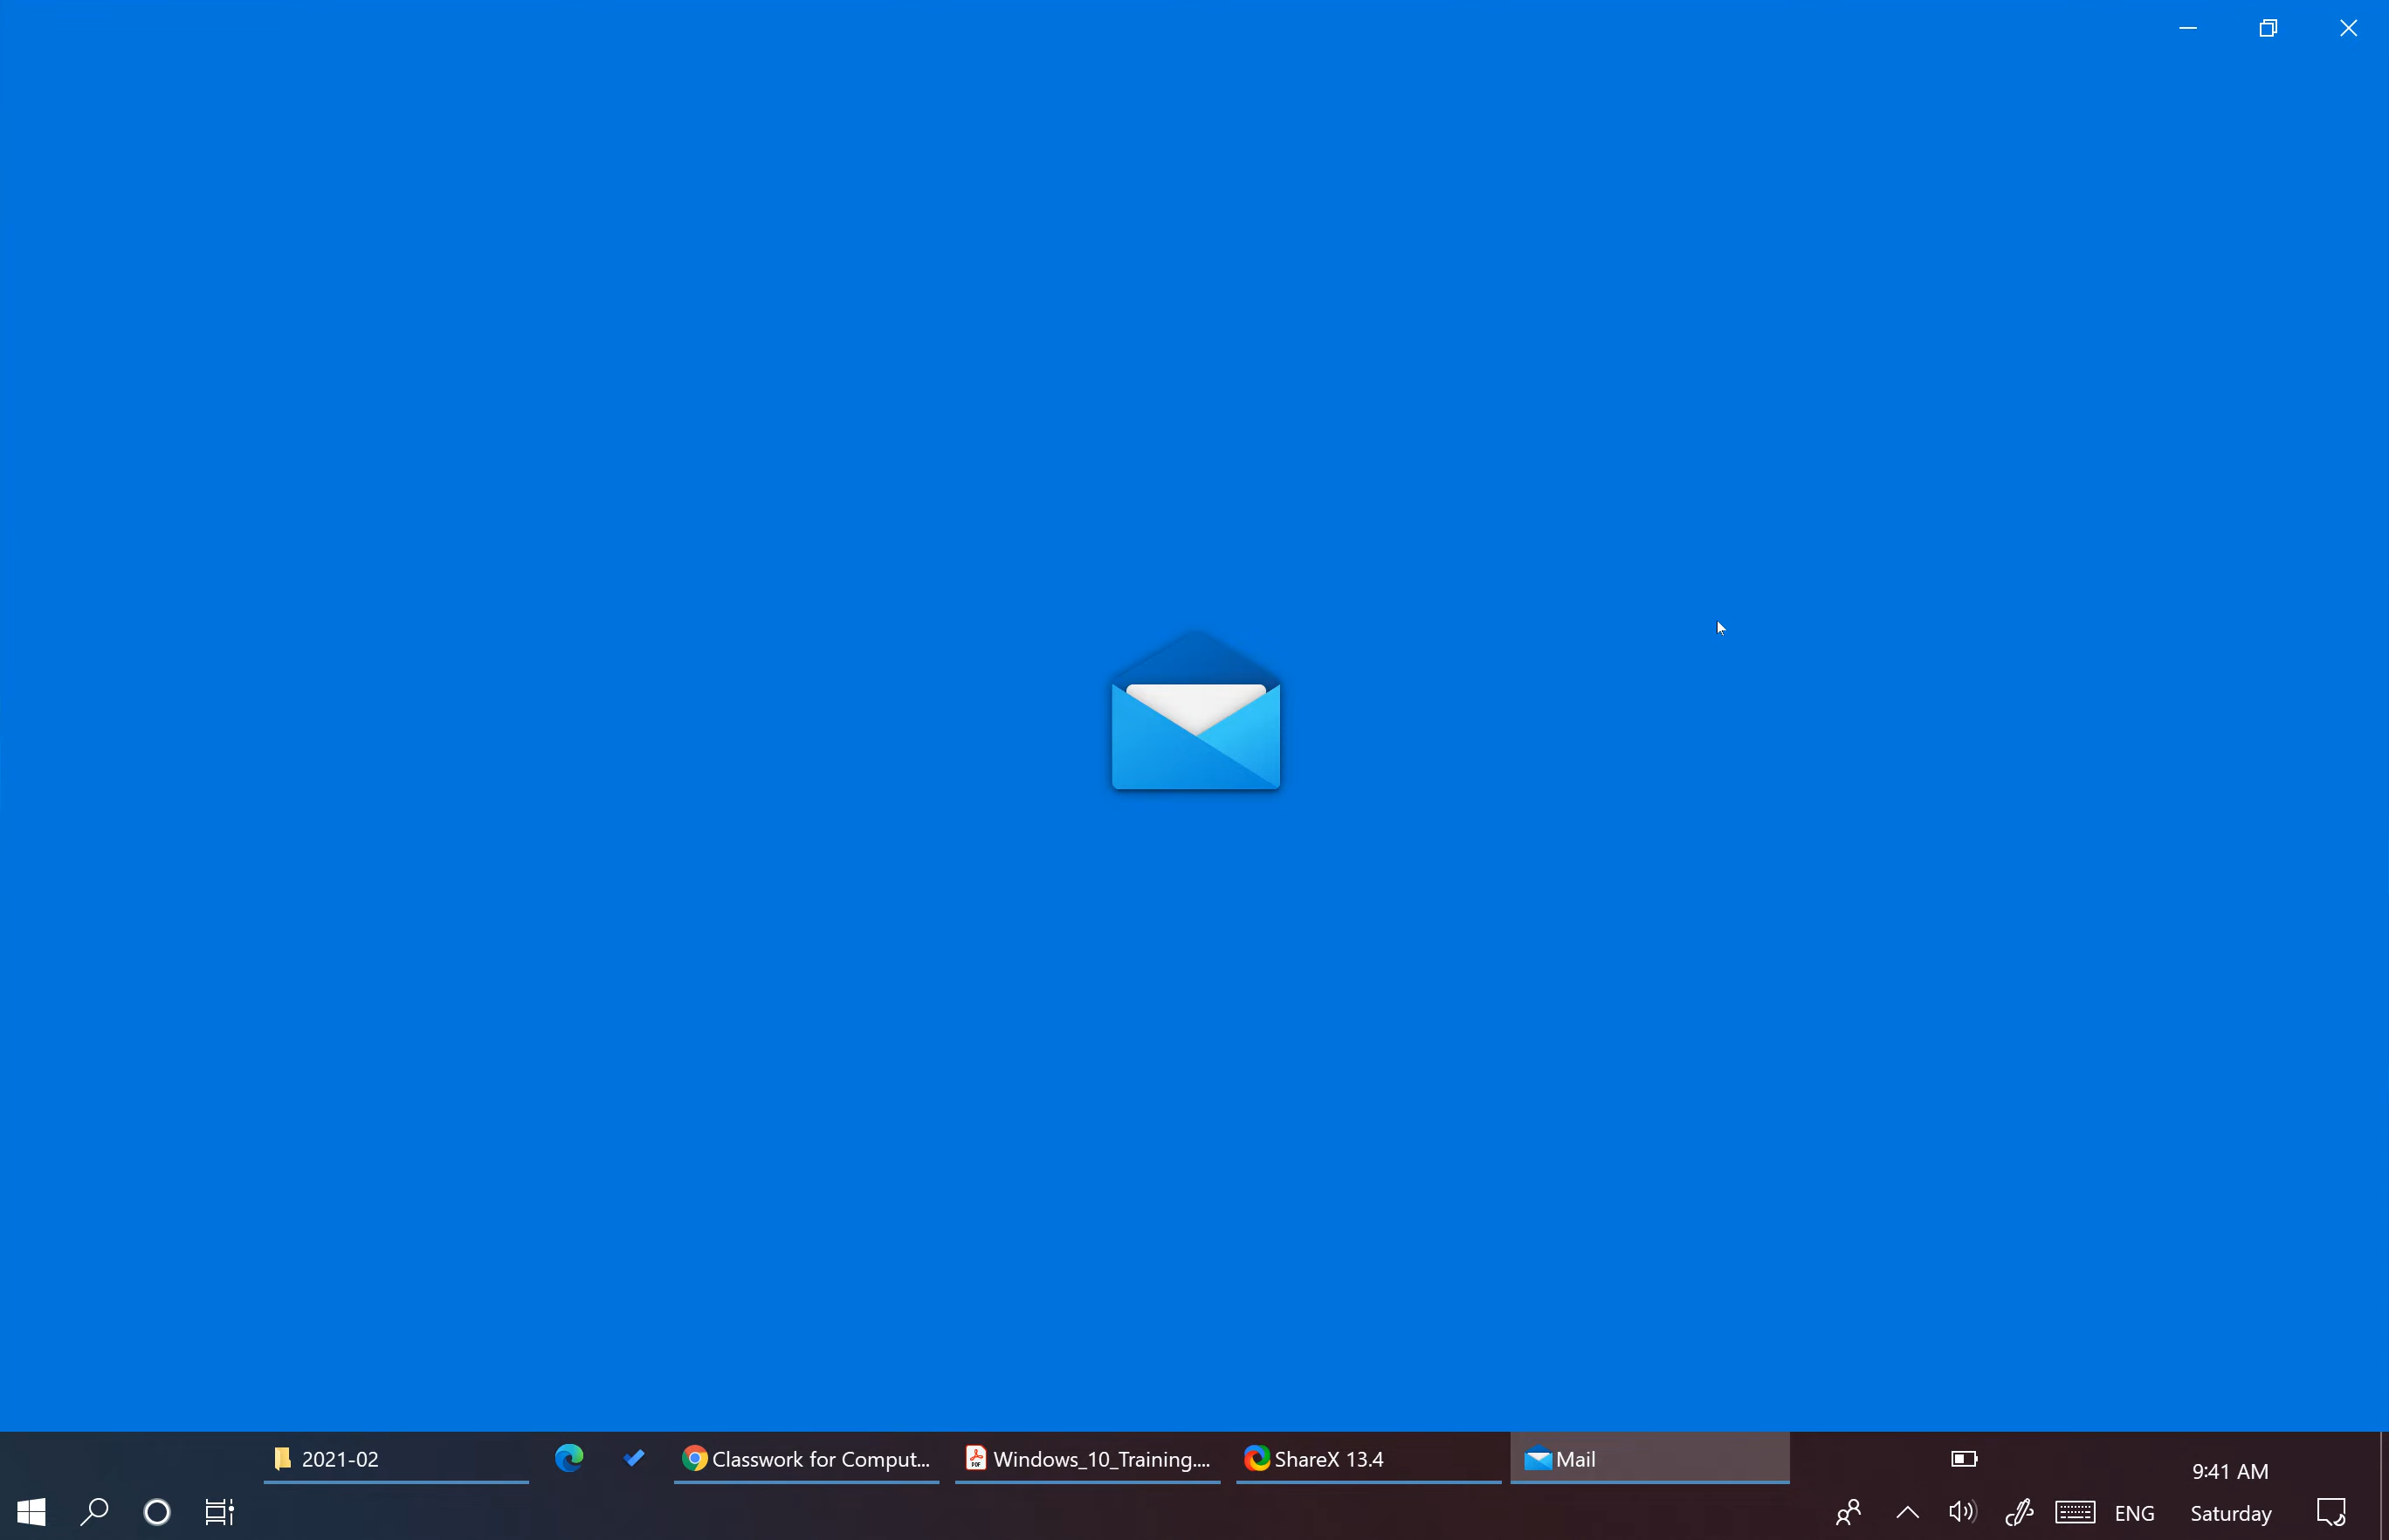 2021-02
Classwork for Comput...
Windows_10_Training....
ShareX 13.4
Mail
9:41 AM
ENG
Saturday